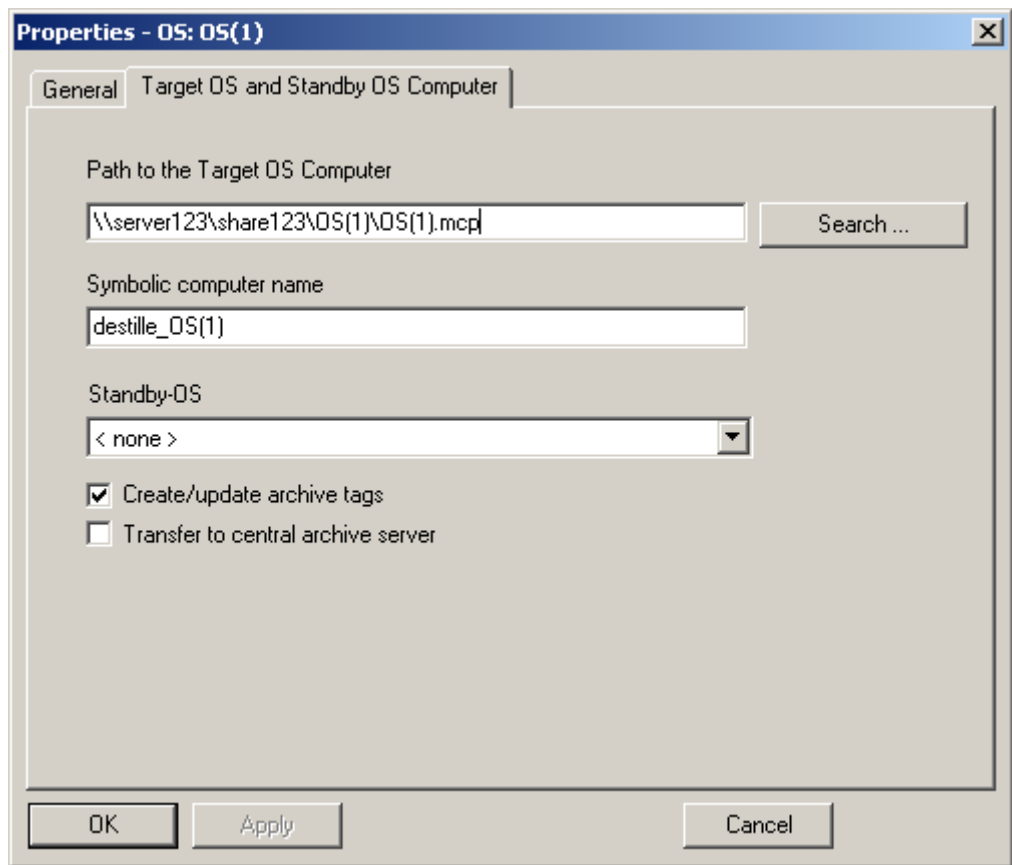 Properties - OS: OS(1)
General
Target OS and Standby OS Computer
Path to the Target OS Computer
\\server123\share123\OS(1)\OS(1).mcp
Search ...
Symbolic computer name
destille_OS(1)
Standby-OS
< none >
Create/update archive tags
Transfer to central archive server
OK
Apply
Cancel